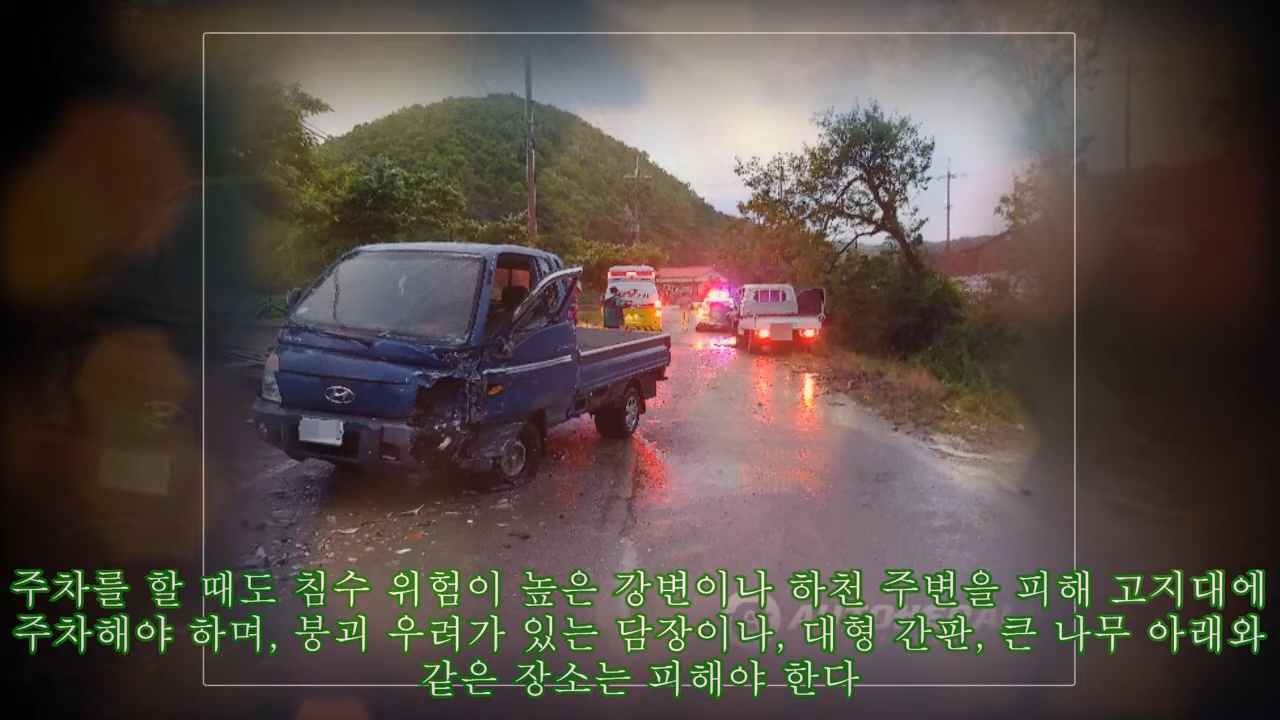 주차를 할 때도 침수 위험이 높은 강변이나 하천 주변을 피해 고지대에
주차해야 하며, 붕괴 우려가 있는 담장이나, 대형 간판, 큰 나무 아래와
같은 장소는 피해야 한다